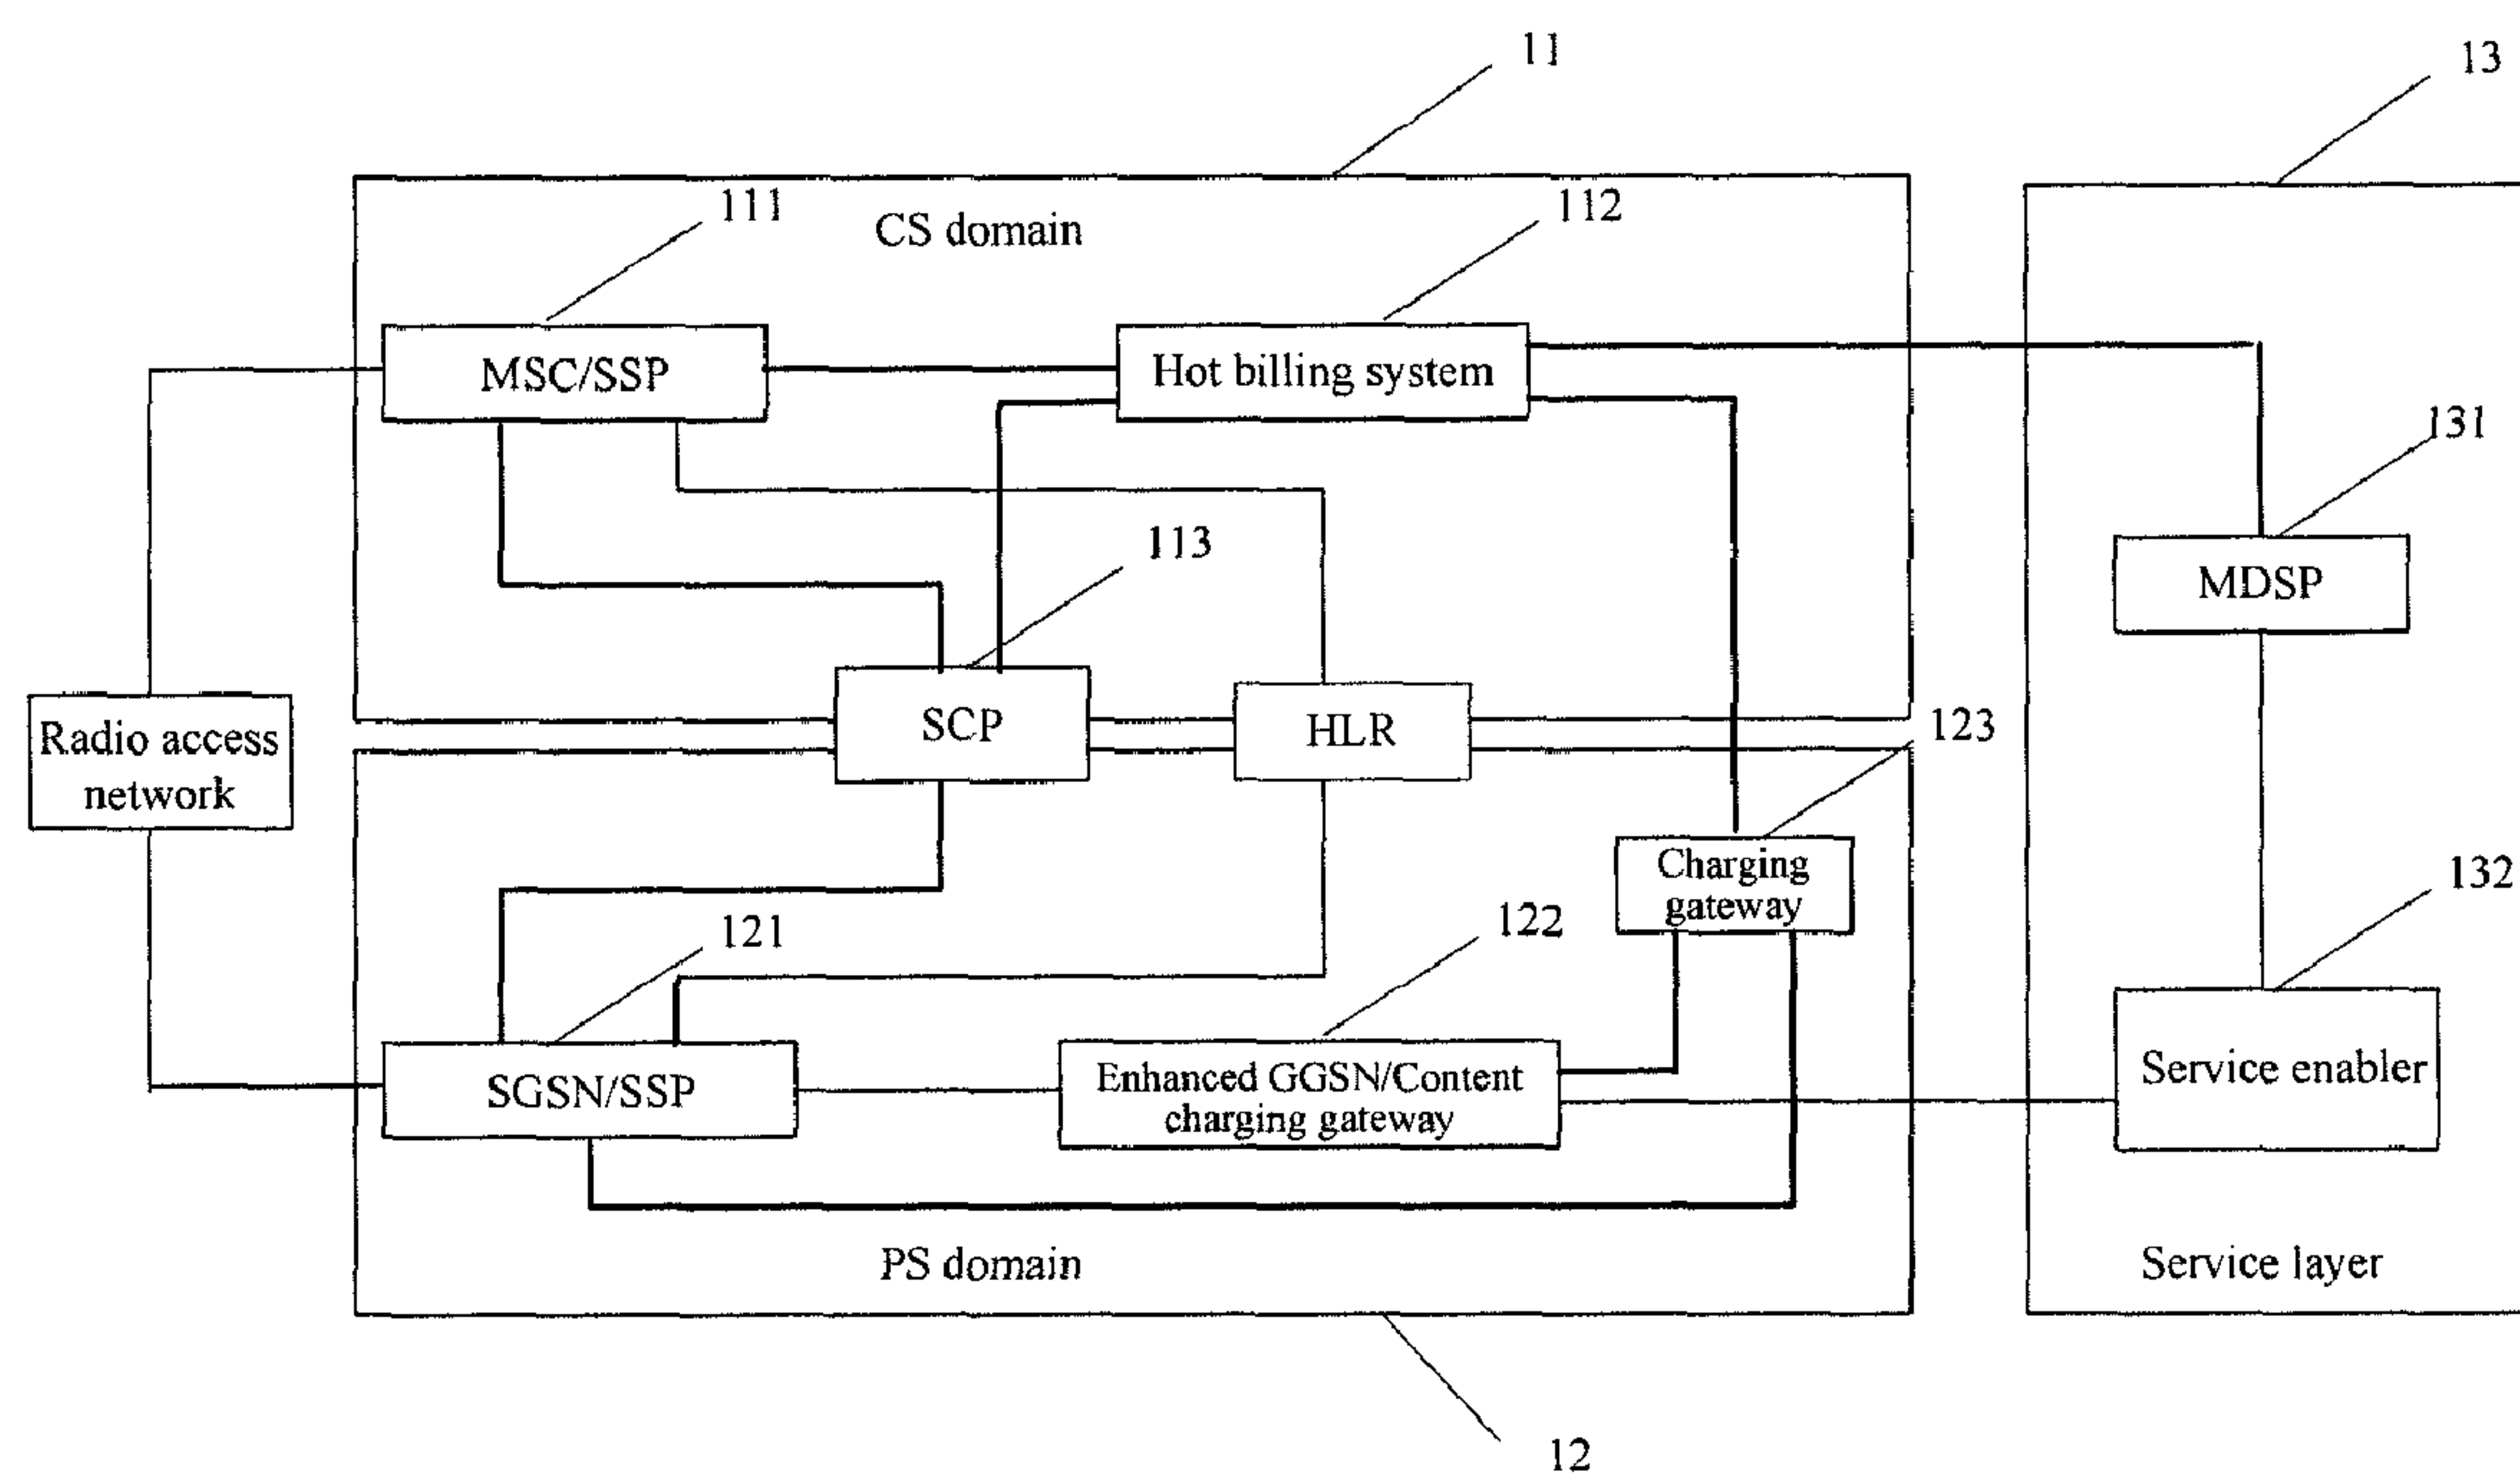 11
13
111
112
CS domain
MSC/SSP
Hot billing system
131
113
MDSP
SCP
HLR
123
Radio access
network
Charging
gateway
132
121
122
Service enabler
SGSN/SSP
Enhanced GGSN/Content
charging gateway
PS domain
Service layer
12